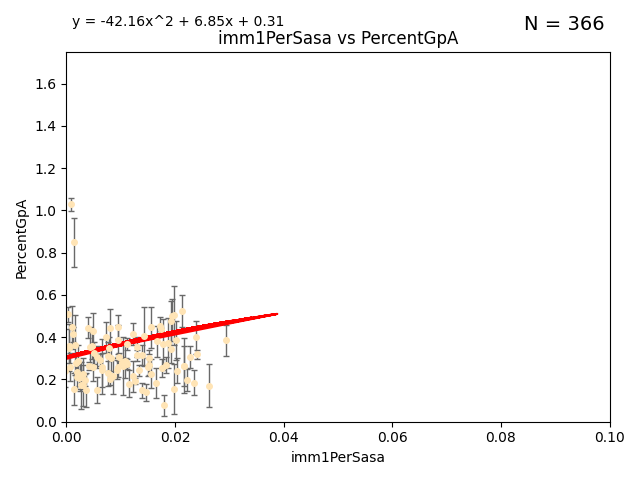 y = -42.16x^2 + 6.85x + 0.31
N = 366
imm1PerSasa vs PercentGpA
PercentGpA
1.6
1.4
1.2
1.0
0.8
0.6
0.4
0.2
0.0
0.00 0.02 0.04 0.06 0.08 0.10
imm1PerSasa